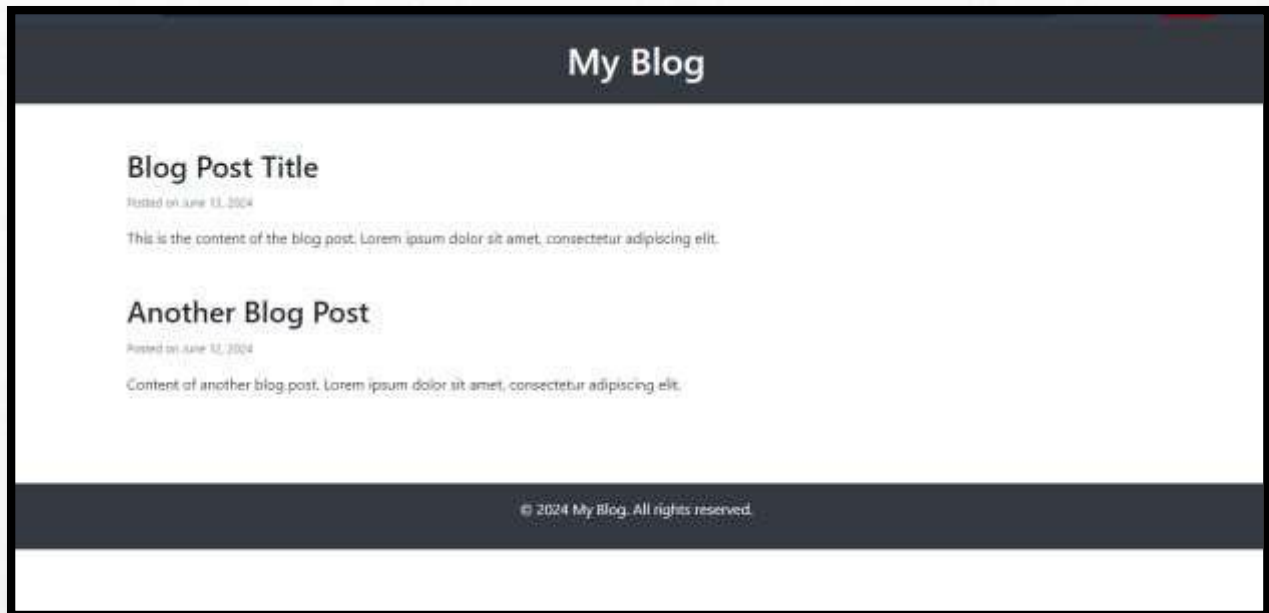 My Blog
Blog Post Title
Posted on June 13, 2024
This is the content of the blog post. Lorem ipsum dolor sit amet, consectetur adipiscing elit.
Another Blog Post
Posted on June 12, 2024
Content of another blog post. Lorem ipsum dolor sit amet, consectetur adipiscing elit.
© 2024 My Blog. All rights reserved.